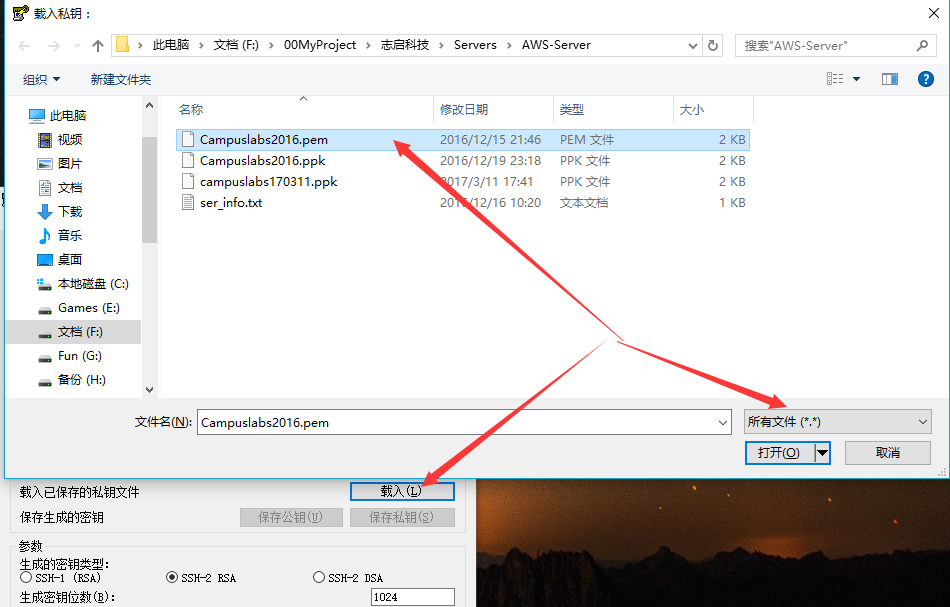 载入私钥：
此电脑 > 文档 (F:) > 00MyProject > 志启科技 > Servers > AWS-Server
搜索"AWS-Server"
组织 新建文件夹
名称 修改日期 类型 大小
此电脑
视频
图片
文档
下载
音乐
桌面
本地磁盘 (C:)
Games (E:)
文档 (F:)
Fun (G:)
备份 (H:)
Campuslabs2016.pem 2016/12/15 21:46 PEM 文件 2 KB
Campuslabs2016.ppk 2016/12/19 23:18 PPK 文件 2 KB
campuslabs170311.ppk 2017/3/11 17:41 PPK 文件 2 KB
ser_info.txt 2016/12/16 10:20 文本文档 1 KB
文件名(N): Campuslabs2016.pem 所有文件 (*.*)
打开(O) 取消
载入已保存的私钥文件 载入(L)
保存生成的密钥 保存公钥(U) 保存私钥(S)
参数
生成的密钥类型:
SSH-1 (RSA) SSH-2 RSA SSH-2 DSA
生成密钥位数(B): 1024